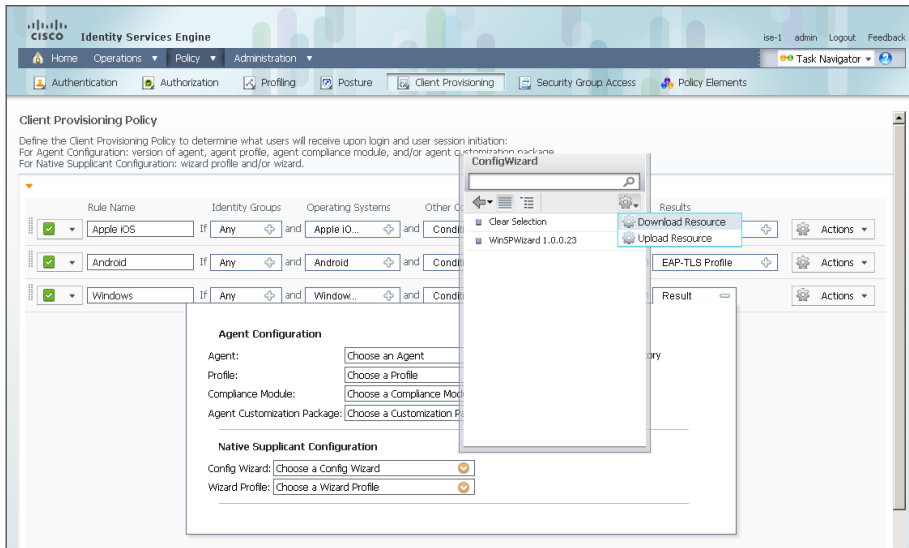 CISCO Identity Services Engine
ise-1 admin Logout Feedback
Home Operations Policy Administration
Task Navigator
Authentication Authorization Profiling Posture Client Provisioning Security Group Access Policy Elements
Client Provisioning Policy
Define the Client Provisioning Policy to determine what users will receive upon login and user session initiation:
For Agent Configuration: version of agent, agent profile, agent compliance module, and/or agent customization package.
For Native Supplicant Configuration: wizard profile and/or wizard.
Rule Name Identity Groups Operating Systems Other C Results
Apple iOS If Any and Apple iO... and Conditi Actions
Android If Any and Android and Conditi EAP-TLS Profile Actions
Windows If Any and Window... and Conditi Result Actions
ConfigWizard
Clear Selection
WinSPWizard 1.0.0.23
Download Resource
Upload Resource
Agent Configuration
Agent: Choose an Agent ory
Profile: Choose a Profile
Compliance Module: Choose a Compliance Mod
Agent Customization Package: Choose a Customization Pa
Native Supplicant Configuration
Config Wizard: Choose a Config Wizard
Wizard Profile: Choose a Wizard Profile